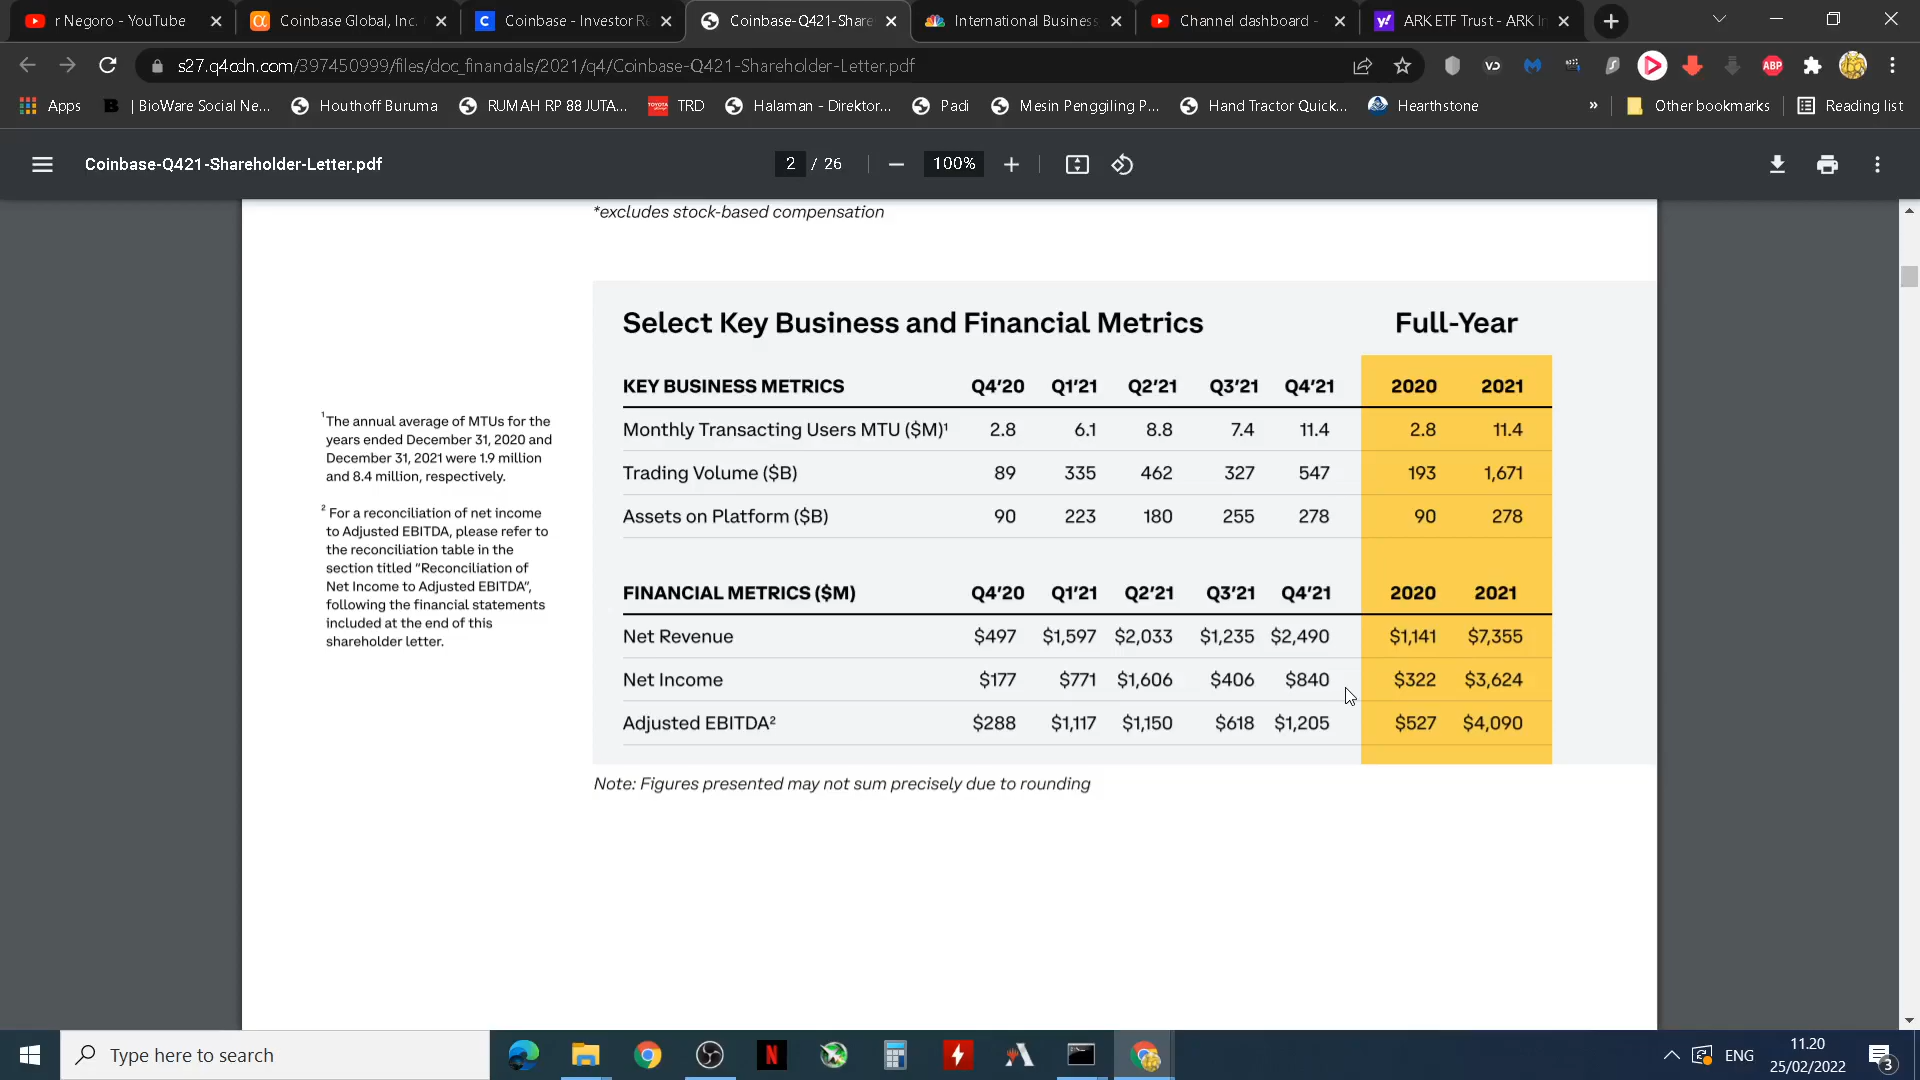 r Negoro - YouTube
Coinbase Global, Inc.
Coinbase - Investor Re
Coinbase-Q421-Share
International Business
Channel dashboard -
ARK ETF Trust - ARK In
s27.q4cdn.com/397450999/files/doc_financials/2021/q4/Coinbase-Q421-Shareholder-Letter.pdf
ABP
Apps
| BioWare Social Ne...
Houthoff Buruma
RUMAH RP 88 JUTA...
TRD
Halaman - Direktor...
Padi
Mesin Penggiling P...
Hand Tractor Quick...
Hearthstone
»
Other bookmarks
Reading list
Coinbase-Q421-Shareholder-Letter.pdf
2 / 26
100%
*excludes stock-based compensation
Select Key Business and Financial Metrics Full-Year
KEY BUSINESS METRICS Q4'20 Q1'21 Q2'21 Q3'21 Q4'21 2020 2021
Monthly Transacting Users MTU ($M)¹ 2.8 6.1 8.8 7.4 11.4 2.8 11.4
Trading Volume ($B) 89 335 462 327 547 193 1,671
Assets on Platform ($B) 90 223 180 255 278 90 278
FINANCIAL METRICS ($M) Q4'20 Q1'21 Q2'21 Q3'21 Q4'21 2020 2021
Net Revenue $497 $1,597 $2,033 $1,235 $2,490 $1,141 $7,355
Net Income $177 $771 $1,606 $406 $840 $322 $3,624
Adjusted EBITDA² $288 $1,117 $1,150 $618 $1,205 $527 $4,090
Note: Figures presented may not sum precisely due to rounding
¹The annual average of MTUs for the
years ended December 31, 2020 and
December 31, 2021 were 1.9 million
and 8.4 million, respectively.
² For a reconciliation of net income
to Adjusted EBITDA, please refer to
the reconciliation table in the
section titled “Reconciliation of
Net Income to Adjusted EBITDA”,
following the financial statements
included at the end of this
shareholder letter.
Type here to search
ENG
11.20
25/02/2022
3